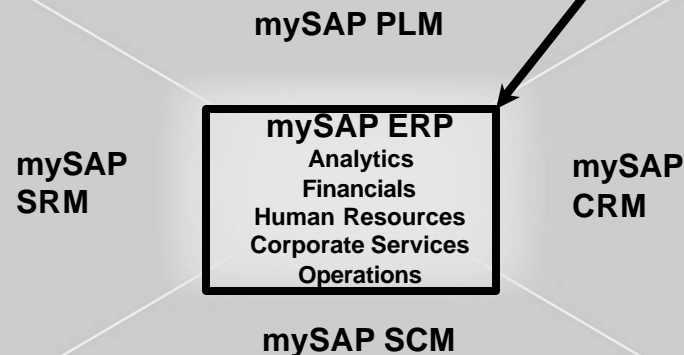 mySAP PLM
mySAP ERP
Analytics
Financials
Human Resources
Corporate Services
Operations
mySAP
SRM
mySAP
CRM
mySAP SCM